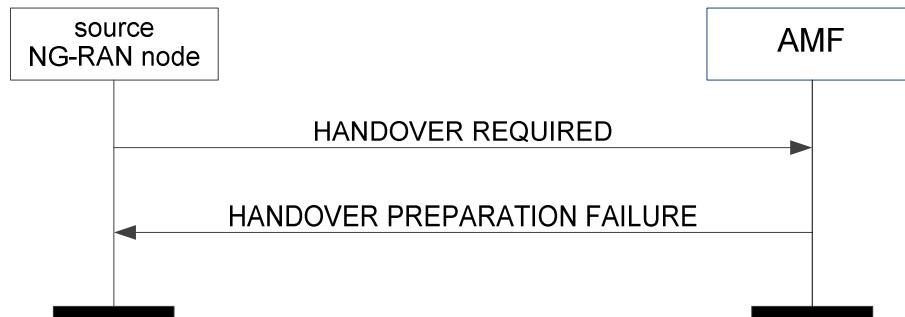 source
NG-RAN node
AMF
HANDOVER REQUIRED
HANDOVER PREPARATION FAILURE